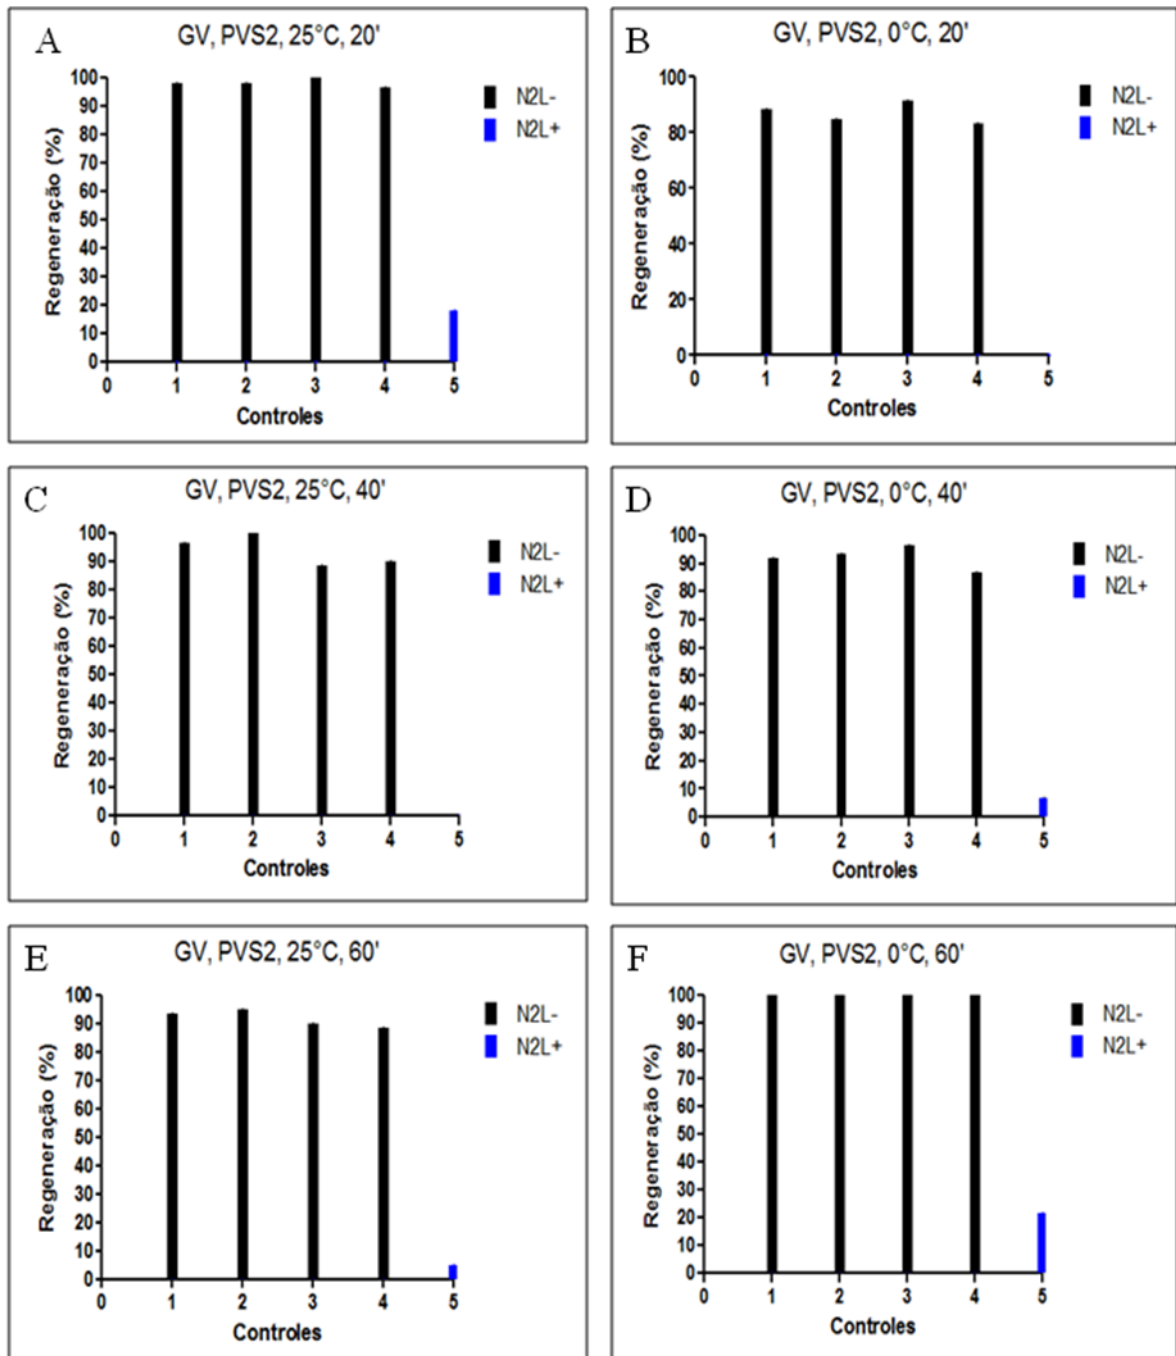 A
GV, PVS2, 25°C, 20'
Regeneração (%)
100
90
80
70
60
50
40
30
20
10
0
0 1 2 3 4 5
Controles
N2L-
N2L+
B
GV, PVS2, 0°C, 20'
Regeneração (%)
100
80
60
40
20
0
0 1 2 3 4 5
Controles
N2L-
N2L+
C
GV, PVS2, 25°C, 40'
Regeneração (%)
100
90
80
70
60
50
40
30
20
10
0
0 1 2 3 4 5
Controles
N2L-
N2L+
D
GV, PVS2, 0°C, 40'
Regeneração (%)
100
90
80
70
60
50
40
30
20
10
0
0 1 2 3 4 5
Controles
N2L-
N2L+
E
GV, PVS2, 25°C, 60'
Regeneração (%)
100
90
80
70
60
50
40
30
20
10
0
0 1 2 3 4 5
Controles
N2L-
N2L+
F
GV, PVS2, 0°C, 60'
Regeneração (%)
100
90
80
70
60
50
40
30
20
10
0
0 1 2 3 4 5
Controles
N2L-
N2L+